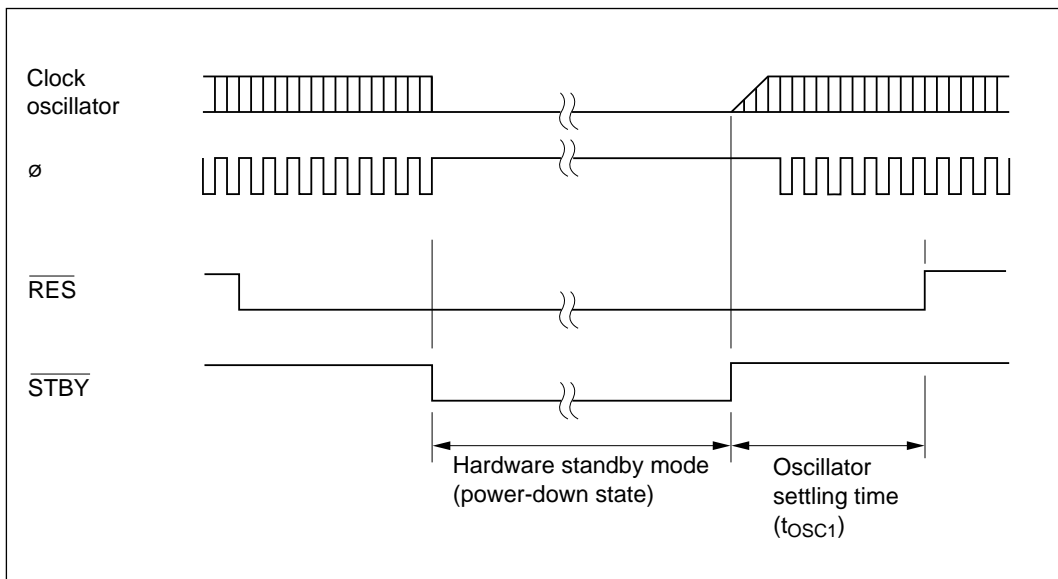 Clock
oscillator
ø
RES
STBY
Hardware standby mode
(power-down state)
Oscillator
settling time
(tOSC1)